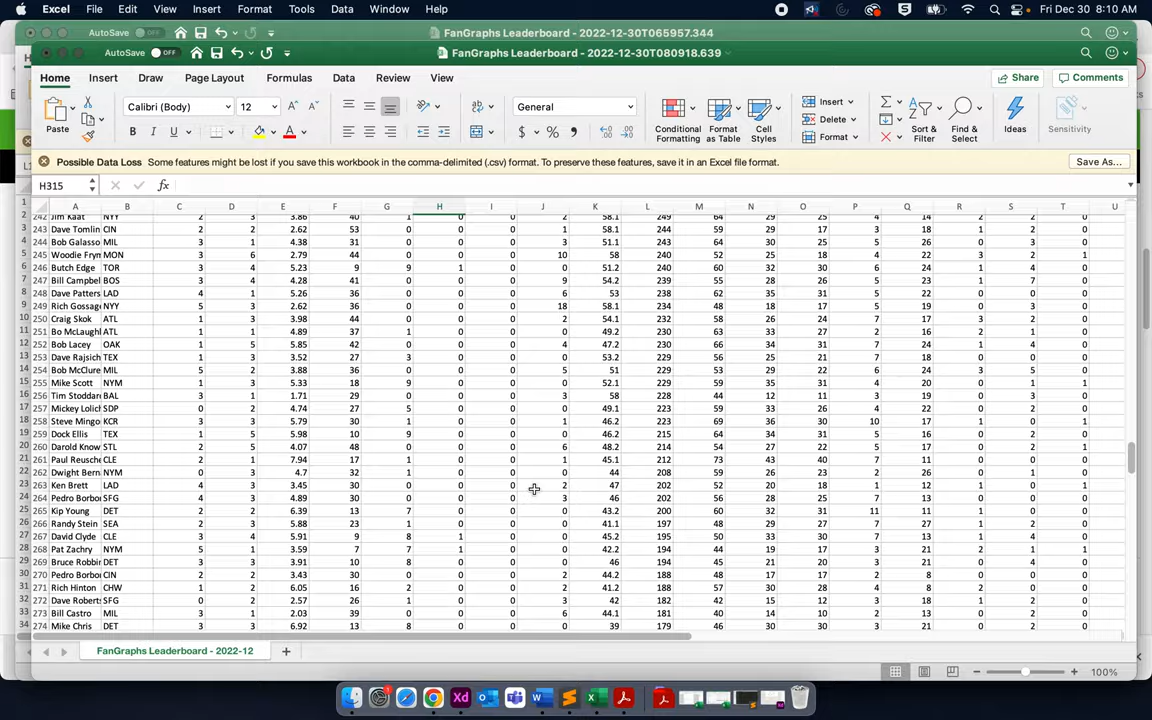 Excel File Edit View Insert Format Tools Data Window Help Fri Dec 30 8:10 AM
AutoSave OFF FanGraphs Leaderboard - 2022-12-30T065957.344
AutoSave OFF FanGraphs Leaderboard - 2022-12-30T080918.639
Home Insert Draw Page Layout Formulas Data Review View Share Comments
Paste Calibri (Body) 12 General Conditional Formatting Format as Table Cell Styles Insert Delete Format Sort & Filter Find & Select Ideas Sensitivity
Possible Data Loss Some features might be lost if you save this workbook in the comma-delimited (.csv) format. To preserve these features, save it in an Excel file format. Save As...
H315 fx
A B C D E F G H I J K L M N O P Q R S T U
242 Jim Kaat NYY 2 3 3.86 40 1 0 0 2 58.1 249 64 29 25 4 14 1 2 0
243 Dave Tomlin CIN 2 2 2.62 53 0 0 0 1 58.1 244 59 29 17 3 18 1 2 0
244 Bob Galasso MIL 3 1 4.38 31 0 0 0 3 51.1 243 64 30 25 5 26 0 3 0
245 Woodie Frym MON 3 6 2.79 44 0 0 0 10 58 240 52 25 18 4 22 3 2 1
246 Butch Edge TOR 3 4 5.23 9 9 1 0 0 51.2 240 60 32 30 6 24 1 4 0
247 Bill Campbel BOS 3 4 4.28 41 0 0 0 9 54.2 239 55 28 26 5 23 1 7 0
248 Dave Patters LAD 4 1 5.26 36 0 0 0 6 53 238 62 35 31 5 22 0 0 0
249 Rich Gossage NYY 5 3 2.62 36 0 0 0 18 58.1 234 48 18 17 5 19 3 0 0
250 Craig Skok ATL 1 3 3.98 44 0 0 0 2 54.1 232 58 26 24 7 17 3 2 0
251 Bo McLaughl ATL 1 1 4.89 37 1 0 0 0 49.2 230 63 33 27 2 16 2 1 0
252 Bob Lacey OAK 1 5 5.85 42 0 0 0 4 47.2 230 66 34 31 7 24 1 4 0
253 Dave Rajsich TEX 1 3 3.52 27 3 0 0 0 53.2 229 56 25 21 7 18 0 0 0
254 Bob McClure MIL 5 2 3.88 36 0 0 0 5 51 229 53 29 22 6 24 3 5 0
255 Mike Scott NYM 1 3 5.33 18 9 0 0 0 52.1 229 59 35 31 4 20 0 1 1
256 Tim Stoddar BAL 3 1 1.71 29 0 0 0 3 58 228 44 12 11 3 19 0 3 0
257 Mickey Lolich SDP 0 2 4.74 27 5 0 0 0 49.1 223 59 33 26 4 22 0 2 0
258 Steve Mingo KCR 0 3 5.79 30 1 0 0 1 46.2 223 69 36 30 10 17 1 0 1
259 Dock Ellis TEX 1 5 5.98 10 9 0 0 0 46.2 215 64 34 31 5 16 0 2 0
260 Darold Know STL 2 5 4.07 48 0 0 0 6 48.2 214 54 27 22 5 17 0 2 1
261 Paul Reusche CLE 2 1 7.94 17 1 0 0 1 45.1 212 73 43 40 7 11 0 0 0
262 Dwight Bern NYM 0 3 4.7 32 1 0 0 0 44 208 59 26 23 2 26 0 1 0
263 Ken Brett LAD 4 3 3.45 30 0 0 0 2 47 202 52 20 18 1 12 1 0 1
264 Pedro Borbo SFG 4 3 4.89 30 0 0 0 3 46 202 56 28 25 7 13 0 0 0
265 Kip Young DET 2 2 6.39 13 7 0 0 0 43.2 200 60 32 31 11 11 1 0 0
266 Randy Stein SEA 2 3 5.88 23 1 0 0 0 41.1 197 48 29 27 7 27 1 2 0
267 David Clyde CLE 3 4 5.91 9 8 1 0 0 45.2 195 50 33 30 7 13 0 1 0
268 Pat Zachry NYM 5 1 3.59 7 7 1 0 0 42.2 194 44 19 17 3 21 2 1 1
269 Bruce Robbin DET 3 3 3.91 10 8 0 0 0 46 194 45 21 20 3 21 0 4 0
270 Pedro Borbo CIN 2 2 3.43 30 0 0 0 2 44.2 188 48 17 17 2 8 0 0 0
271 Rich Hinton CHW 1 2 6.05 16 2 0 0 2 41.2 188 57 30 28 4 8 2 0 0
272 Dave Robert SFG 0 2 2.57 26 1 0 0 3 42 182 42 15 12 3 18 1 2 0
273 Bill Castro MIL 3 1 2.03 39 0 0 0 6 44.1 181 40 14 10 2 13 0 2 0
274 Mike Chris DET 3 3 6.92 13 8 0 0 0 39 179 46 30 30 3 21 0 2 0
FanGraphs Leaderboard - 2022-12
100%